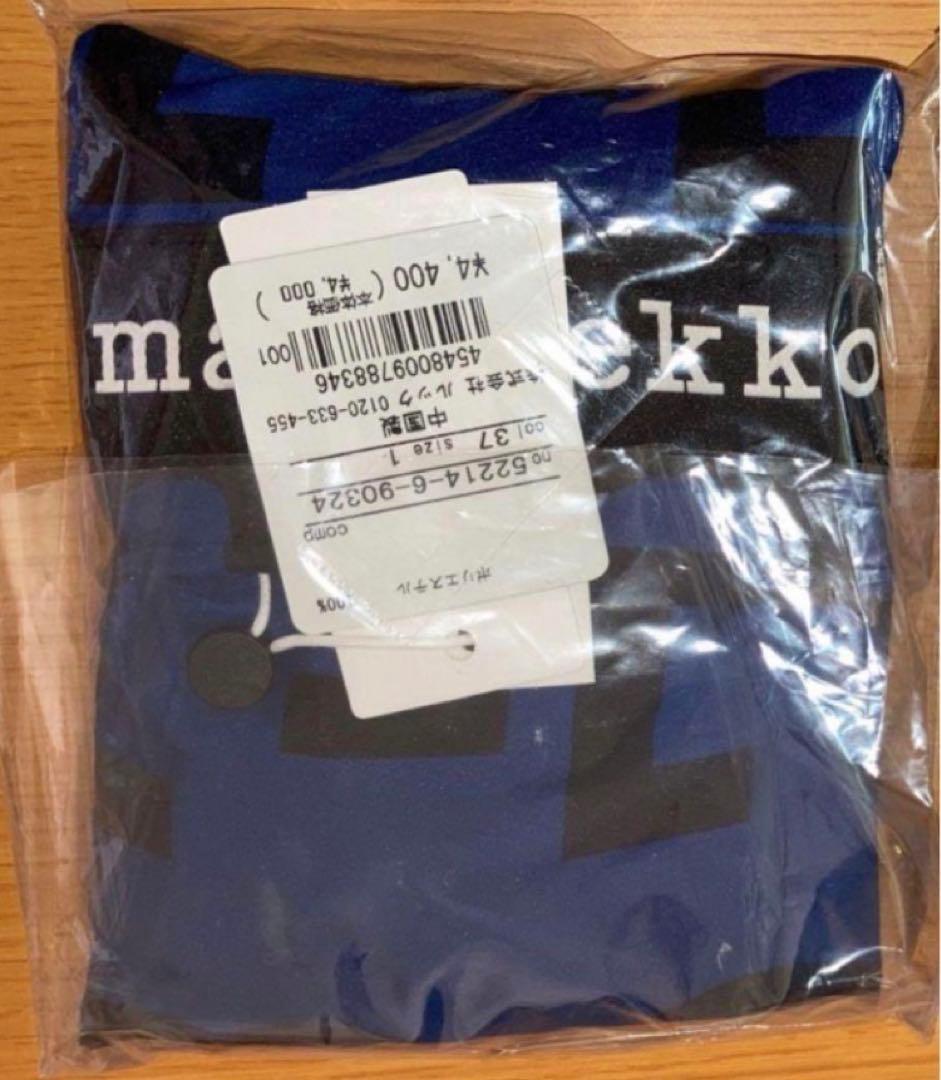 ma ekko
ポリエステル
100%
comp
no 52214-6-90324
col 37 size 1
中国製
株式会社 ルック 0120-633-455
4548009788346
001
¥4,400 (本体価格 ¥4,000)